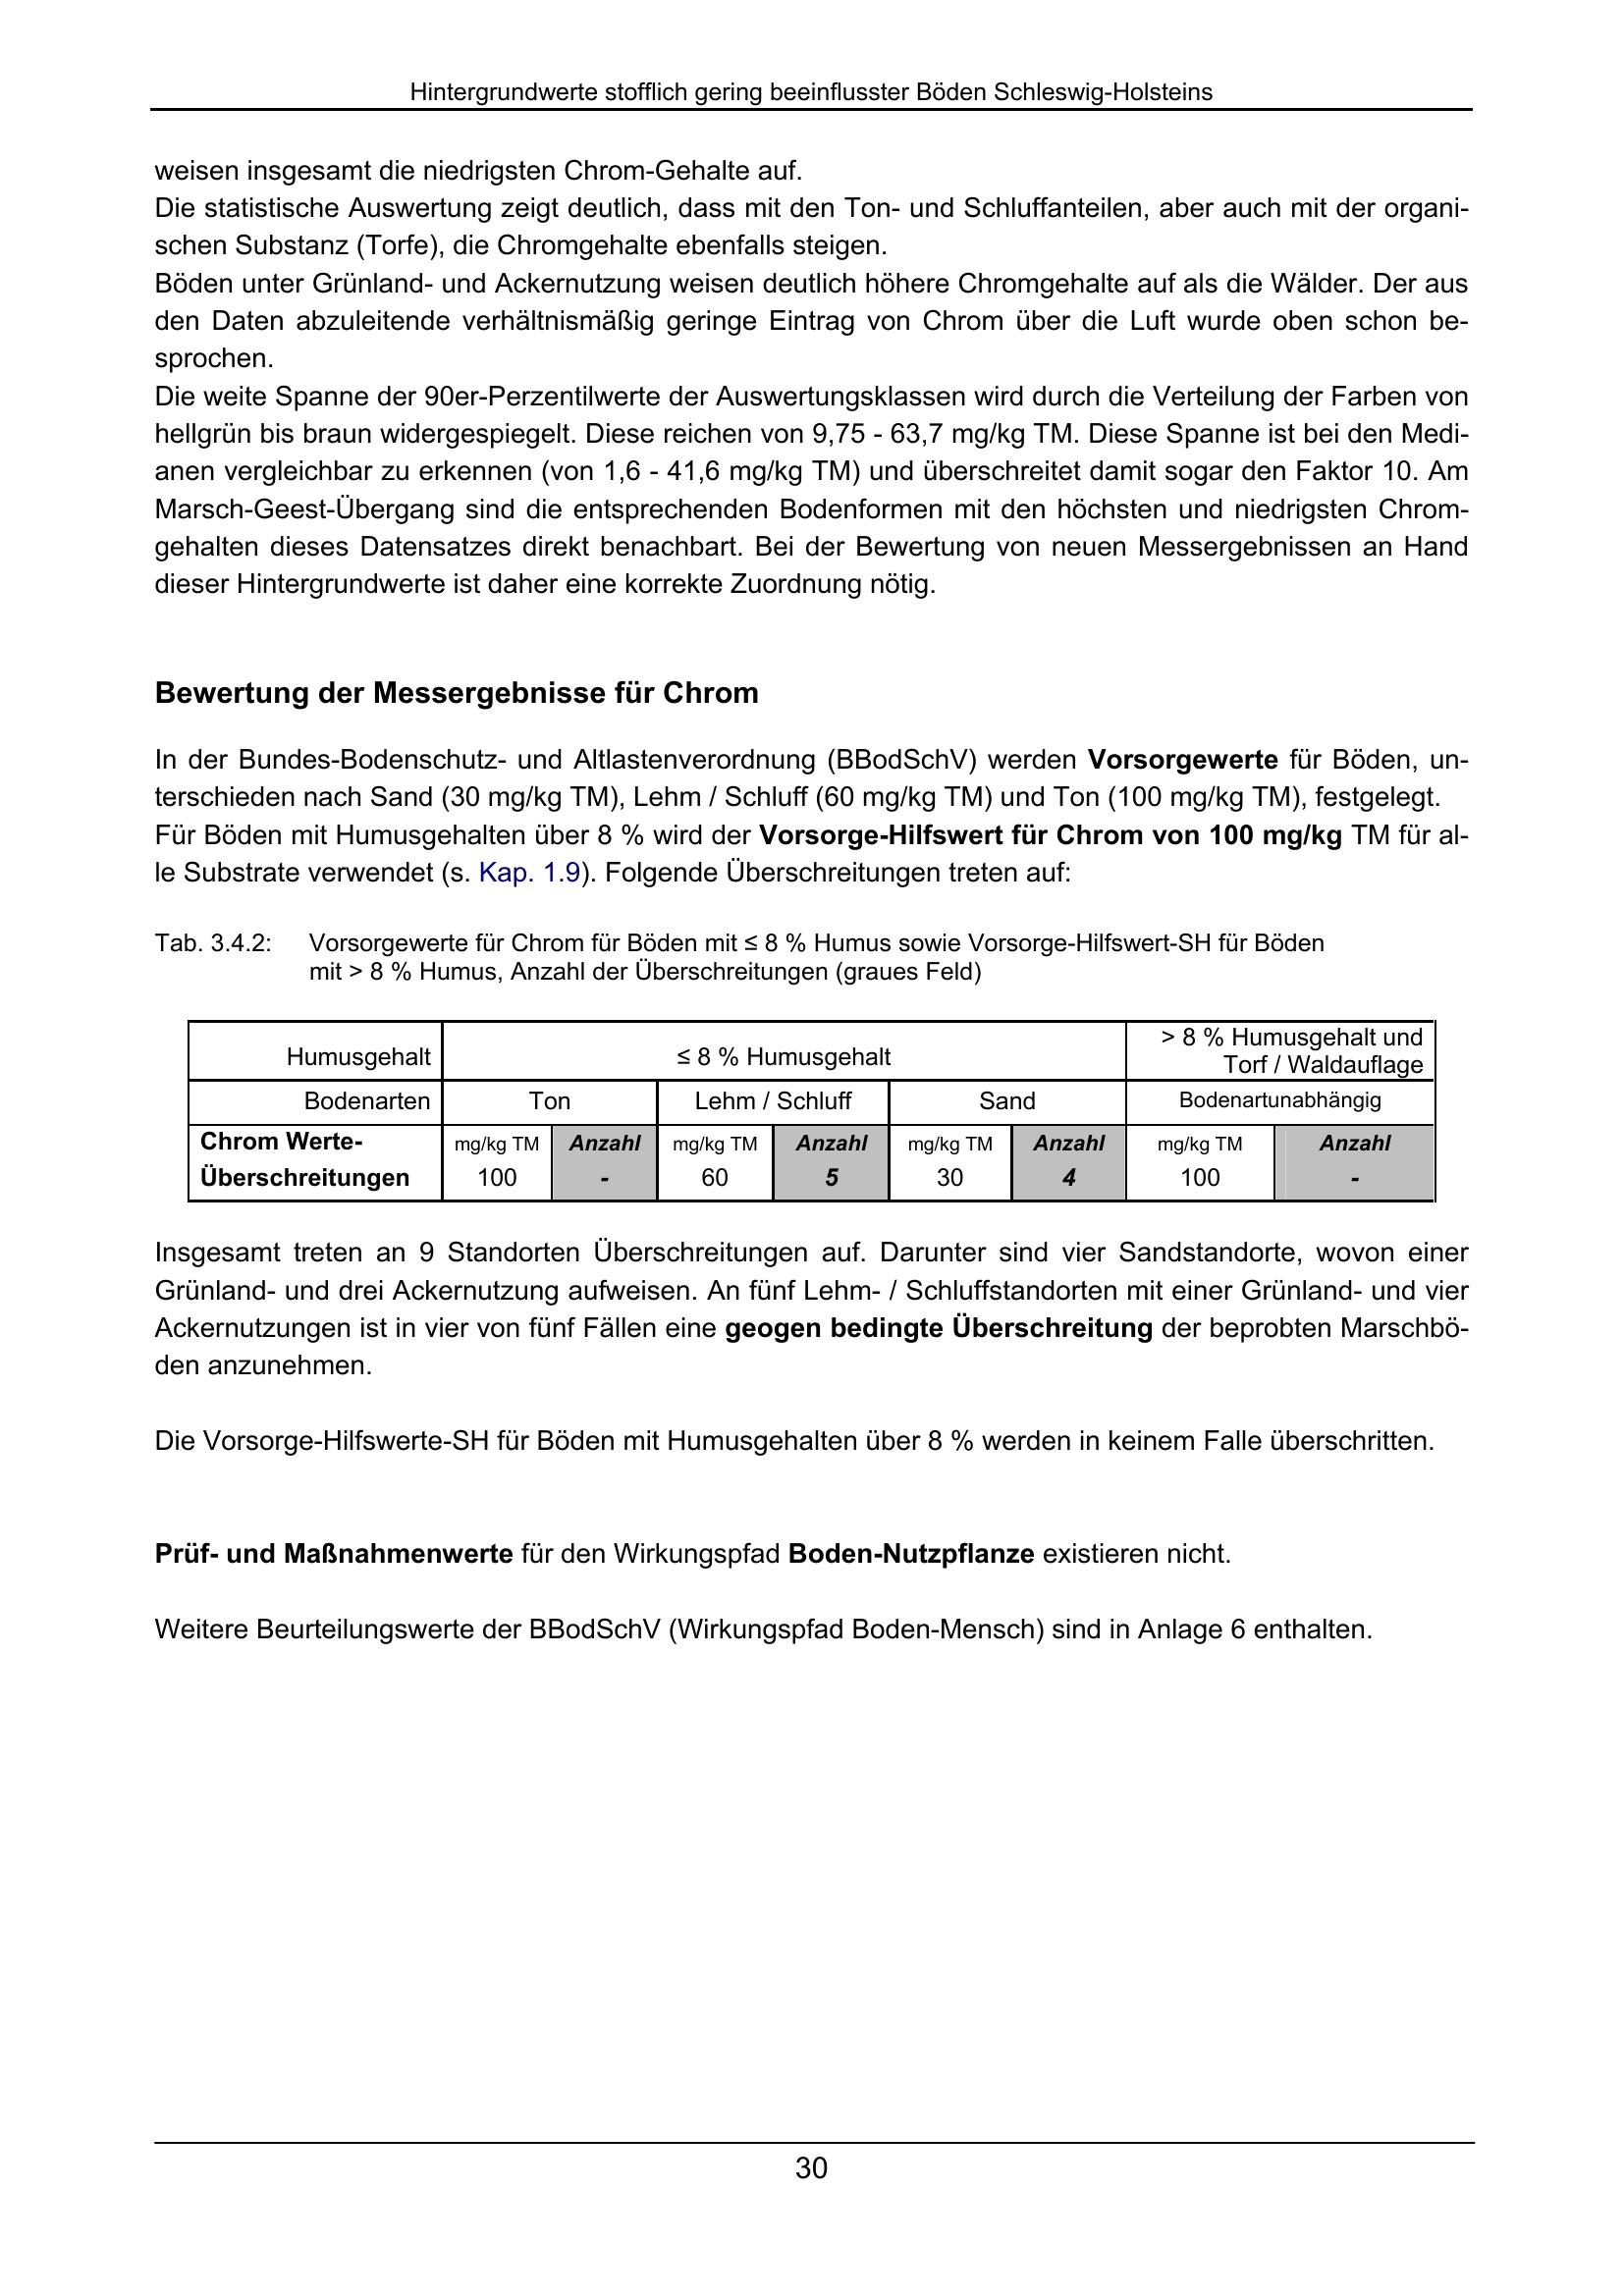 Hintergrundwerte stofflich gering beeinflusster Böden Schleswig-Holsteins
weisen insgesamt die niedrigsten Chrom-Gehalte auf.
Die statistische Auswertung zeigt deutlich, dass mit den Ton- und Schluffanteilen, aber auch mit der organi-
schen Substanz (Torfe), die Chromgehalte ebenfalls steigen.
Böden unter Grünland- und Ackernutzung weisen deutlich höhere Chromgehalte auf als die Wälder. Der aus
den Daten abzuleitende verhältnismäßig geringe Eintrag von Chrom über die Luft wurde oben schon be-
sprochen.
Die weite Spanne der 90er-Perzentilwerte der Auswertungsklassen wird durch die Verteilung der Farben von
hellgrün bis braun widergespiegelt. Diese reichen von 9,75 - 63,7 mg/kg TM. Diese Spanne ist bei den Medi-
anen vergleichbar zu erkennen (von 1,6 - 41,6 mg/kg TM) und überschreitet damit sogar den Faktor 10. Am
Marsch-Geest-Übergang sind die entsprechenden Bodenformen mit den höchsten und niedrigsten Chrom-
gehalten dieses Datensatzes direkt benachbart. Bei der Bewertung von neuen Messergebnissen an Hand
dieser Hintergrundwerte ist daher eine korrekte Zuordnung nötig.
Bewertung der Messergebnisse für Chrom
In der Bundes-Bodenschutz- und Altlastenverordnung (BBodSchV) werden Vorsorgewerte für Böden, un-
terschieden nach Sand (30 mg/kg TM), Lehm / Schluff (60 mg/kg TM) und Ton (100 mg/kg TM), festgelegt.
Für Böden mit Humusgehalten über 8 % wird der Vorsorge-Hilfswert für Chrom von 100 mg/kg TM für al-
le Substrate verwendet (s. Kap. 1.9). Folgende Überschreitungen treten auf:
Tab. 3.4.2: Vorsorgewerte für Chrom für Böden mit ≤ 8 % Humus sowie Vorsorge-Hilfswert-SH für Böden
mit > 8 % Humus, Anzahl der Überschreitungen (graues Feld)
Humusgehalt ≤ 8 % Humusgehalt > 8 % Humusgehalt und
Torf / Waldauflage
Bodenarten Ton Lehm / Schluff Sand Bodenartunabhängig
Chrom Werte- mg/kg TM Anzahl mg/kg TM Anzahl mg/kg TM Anzahl mg/kg TM Anzahl
Überschreitungen 100 - 60 5 30 4 100 -
Insgesamt treten an 9 Standorten Überschreitungen auf. Darunter sind vier Sandstandorte, wovon einer
Grünland- und drei Ackernutzung aufweisen. An fünf Lehm- / Schluffstandorten mit einer Grünland- und vier
Ackernutzungen ist in vier von fünf Fällen eine geogen bedingte Überschreitung der beprobten Marschbö-
den anzunehmen.
Die Vorsorge-Hilfswerte-SH für Böden mit Humusgehalten über 8 % werden in keinem Falle überschritten.
Prüf- und Maßnahmenwerte für den Wirkungspfad Boden-Nutzpflanze existieren nicht.
Weitere Beurteilungswerte der BBodSchV (Wirkungspfad Boden-Mensch) sind in Anlage 6 enthalten.
30